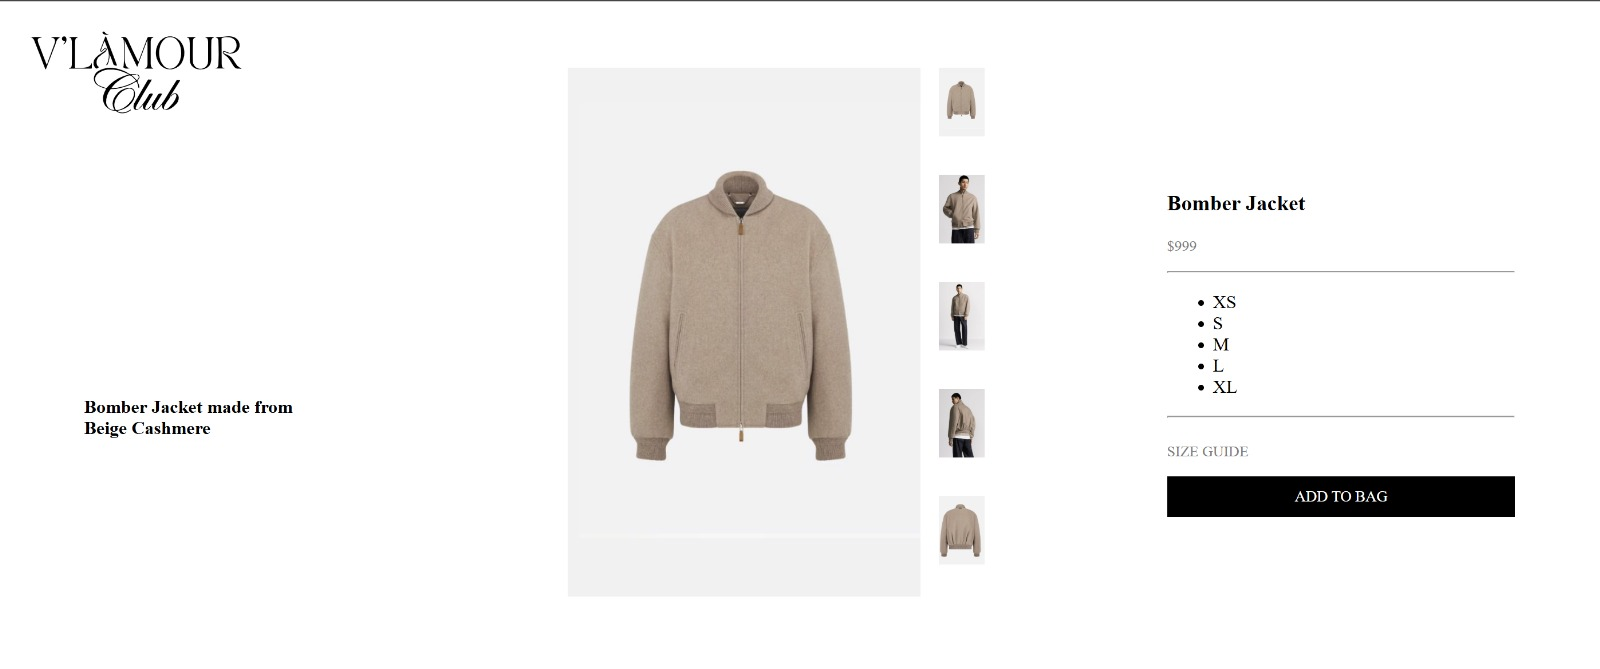 V'LÀMOUR
Club
Bomber Jacket made from
Beige Cashmere
Bomber Jacket
$999
XS
S
M
L
XL
SIZE GUIDE
ADD TO BAG